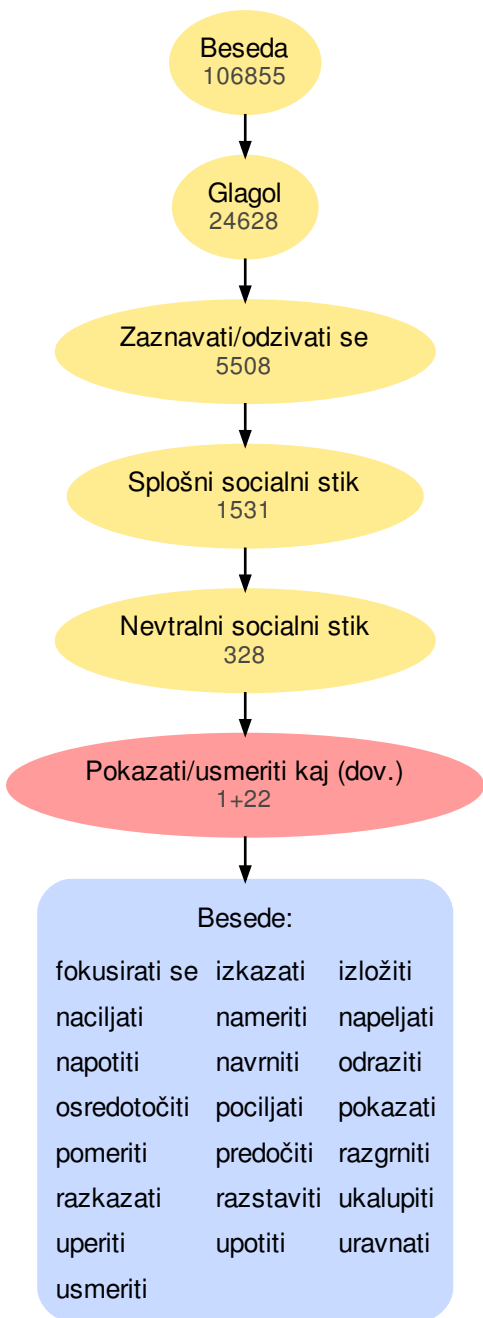 Beseda
106855
Glagol
24628
Zaznavati/odzivati se
5508
Splošni socialni stik
1531
Nevtralni socialni stik
328
Pokazati/usmeriti kaj (dov.)
1+22
Besede:
fokusirati se izkazati izložiti
naciljati nameriti napeljati
napotiti navrniti odraziti
osredotočiti pociljati pokazati
pomeriti predočiti razgrniti
razkazati razstaviti ukalupiti
uperiti upotiti uravnati
usmeriti